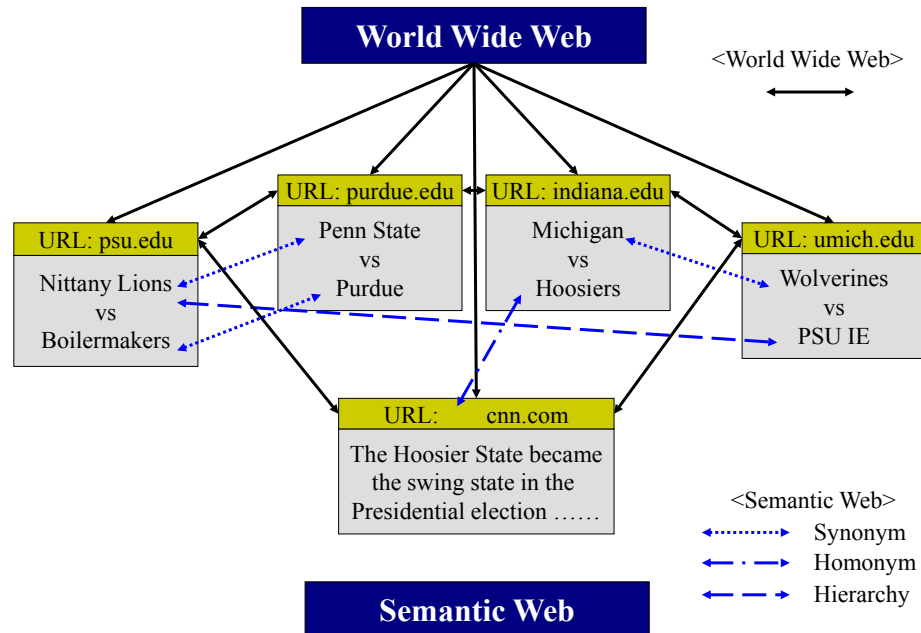 World Wide Web
<World Wide Web>
URL: purdue.edu
Penn State
vs
Purdue
URL: indiana.edu
Michigan
vs
Hoosiers
URL: psu.edu
Nittany Lions
vs
Boilermakers
URL: umich.edu
Wolverines
vs
PSU IE
URL: cnn.com
The Hoosier State became
the swing state in the
Presidential election ......
<Semantic Web>
Synonym
Homonym
Hierarchy
Semantic Web